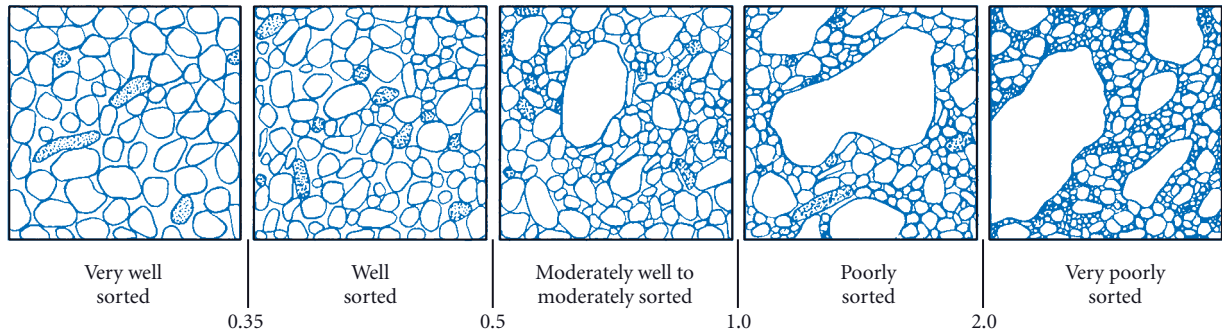 Very well
sorted
Well
sorted
Moderately well to
moderately sorted
Poorly
sorted
Very poorly
sorted
0.35
0.5
1.0
2.0